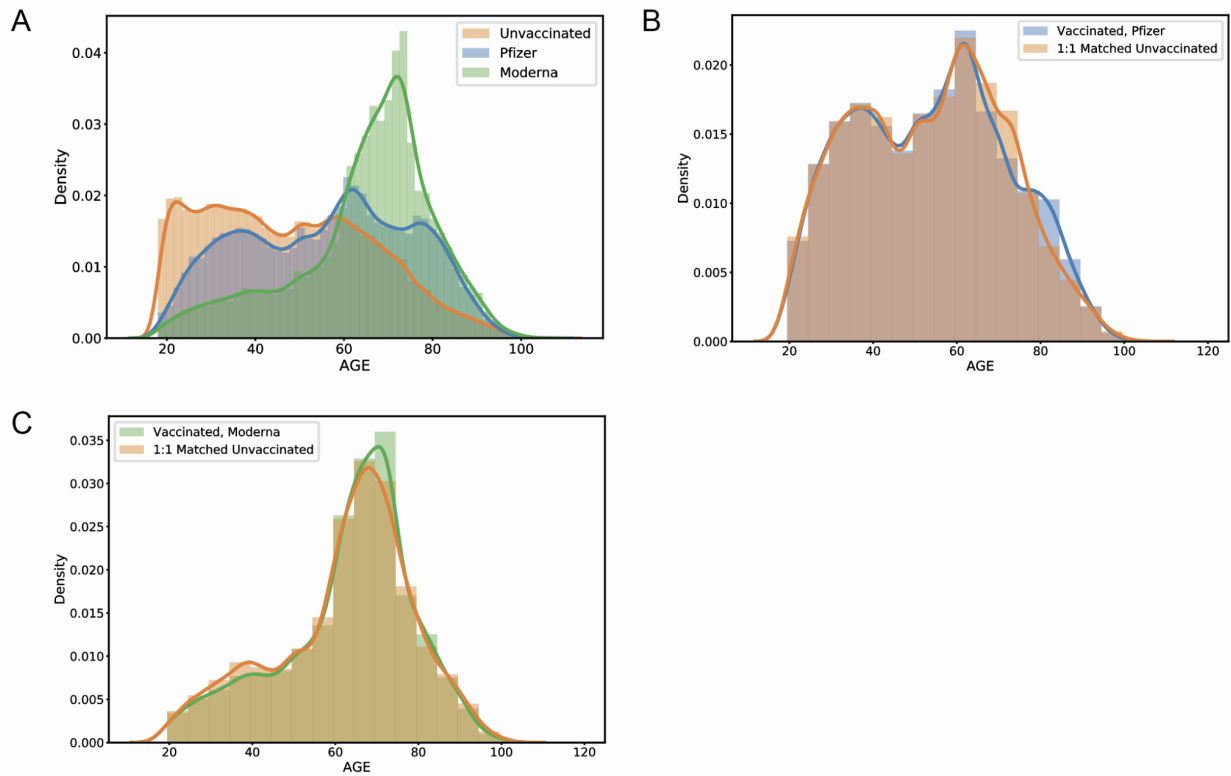 A
Unvaccinated
Pfizer
Moderna
0.04
0.03
0.02
0.01
0.00
Density
20 40 60 80 100
AGE
B
Vaccinated, Pfizer
1:1 Matched Unvaccinated
0.020
0.015
0.010
0.005
0.000
Density
20 40 60 80 100 120
AGE
C
Vaccinated, Moderna
1:1 Matched Unvaccinated
0.035
0.030
0.025
0.020
0.015
0.010
0.005
0.000
Density
20 40 60 80 100 120
AGE